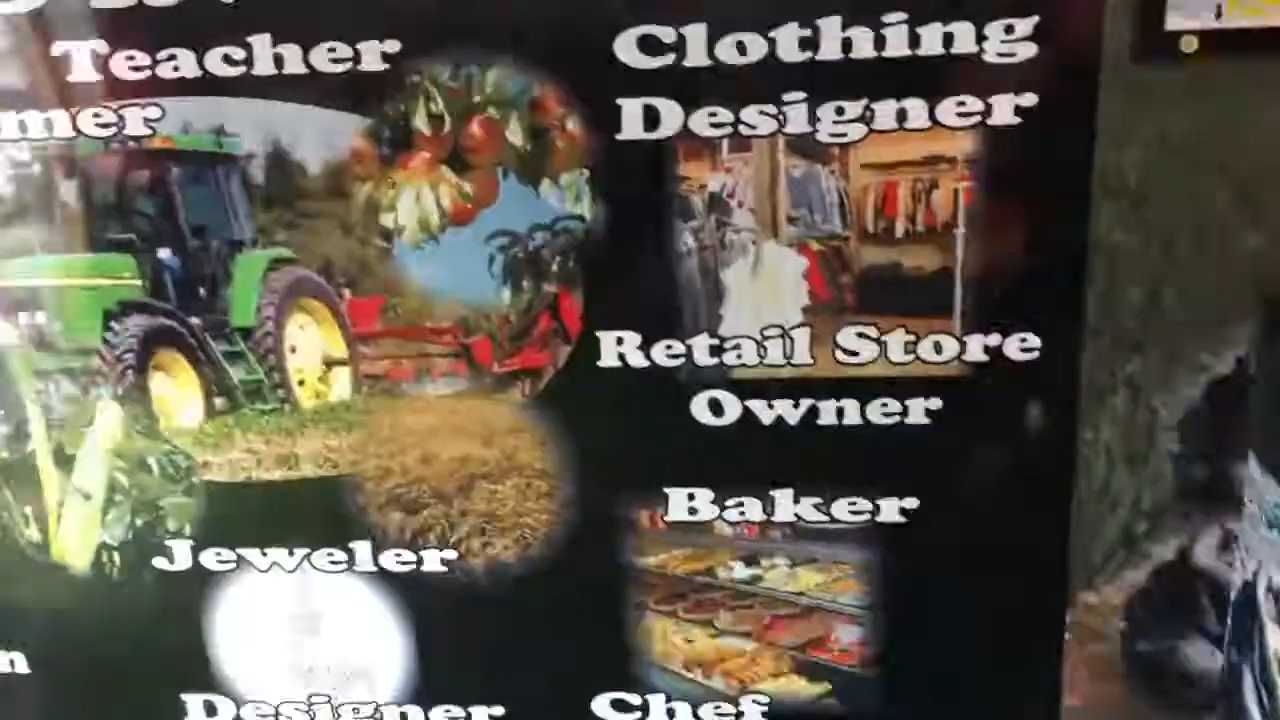 Teacher
mer
Clothing
Designer
Retail Store
Owner
Baker
Jeweler
n
Designer
Chef